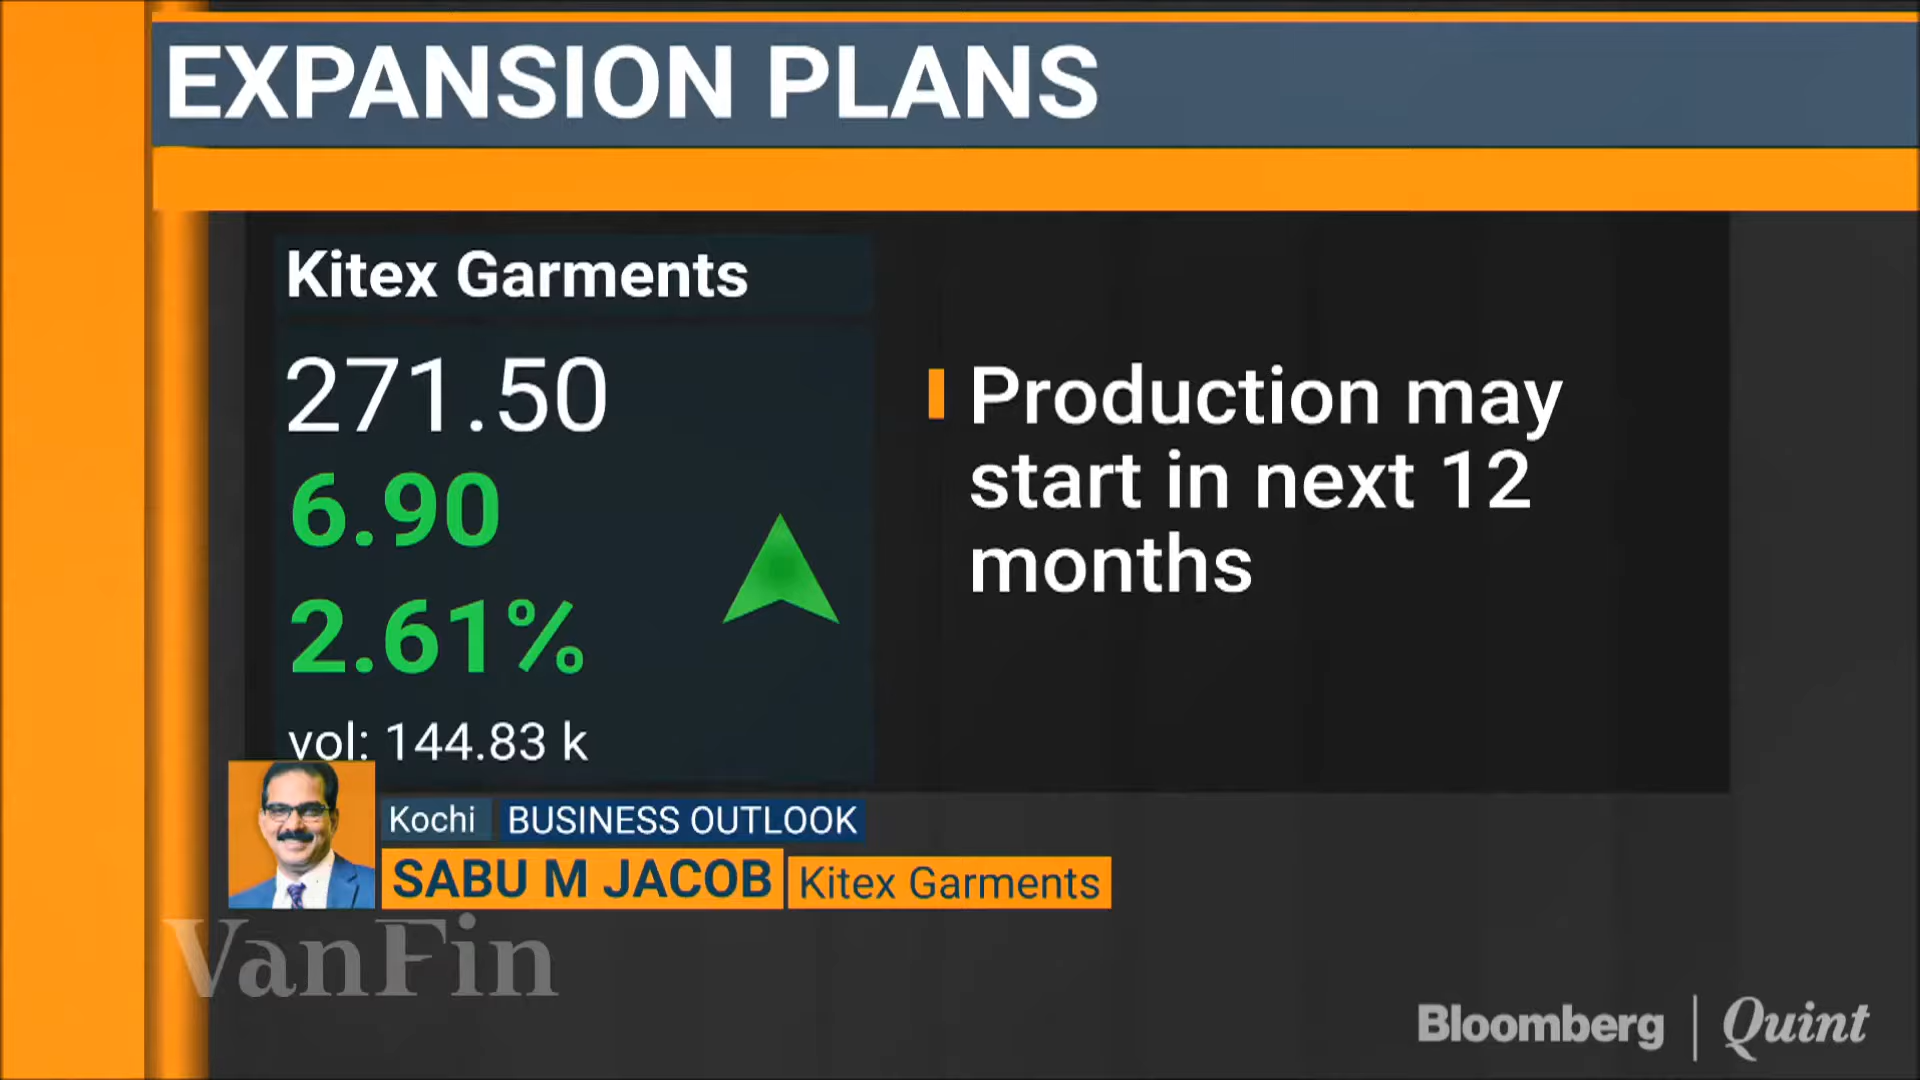 EXPANSION PLANS
Kitex Garments
271.50
6.90
2.61%
vol: 144.83 k
Production may
start in next 12
months
Kochi BUSINESS OUTLOOK
SABU M JACOB Kitex Garments
VanFin
Bloomberg | Quint